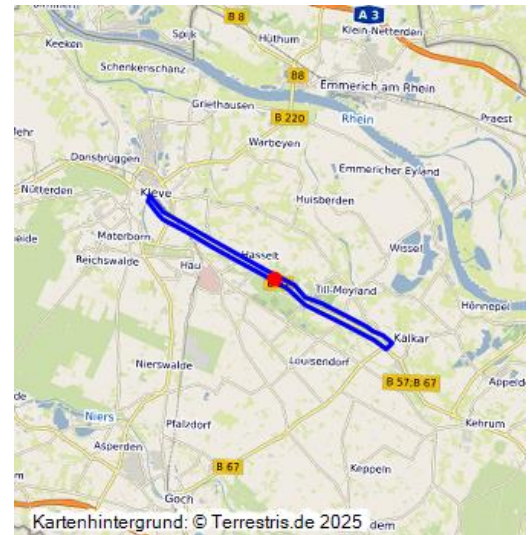 Spijk
B 8
Hüthum
A 3
Klein-Netterden
Keeken
Schenkenschanz
B8
Emmerich am Rhein
Griethausen
B 220
Rhein
Praest
Warbeyen
Donsbrüggen
Emmericher Eyland
Nütterden
Kleve
Huisberden
Materborn
Wissel
Reichswalde
Hasselt
Hau
Till-Moyland
Hönnepel
Kalkar
Louisendorf
Nierswalde
B 57;B 67
Niers
Pfalzdorf
Kehrum
Asperden
B 67
Keppeln
Goch
Kartenhintergrund: © Terrestris.de 2025